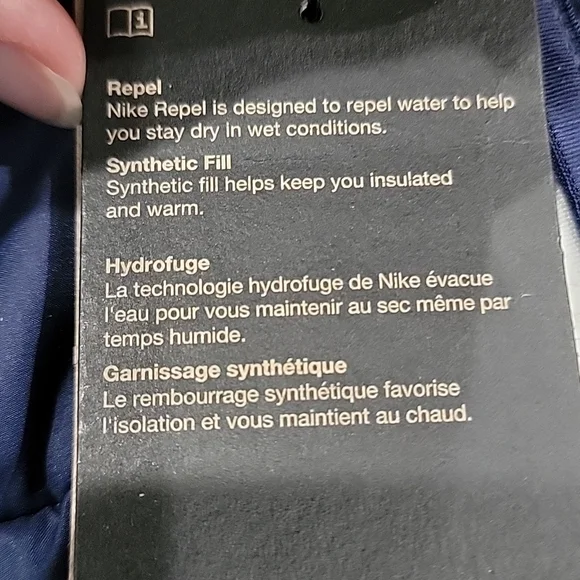 Repel
Nike Repel is designed to repel water to help
you stay dry in wet conditions.
Synthetic Fill
Synthetic fill helps keep you insulated
and warm.
Hydrofuge
La technologie hydrofuge de Nike évacue
l'eau pour vous maintenir au sec même par
temps humide.
Garnissage synthétique
Le rembourrage synthétique favorise
l'isolation et vous maintient au chaud.